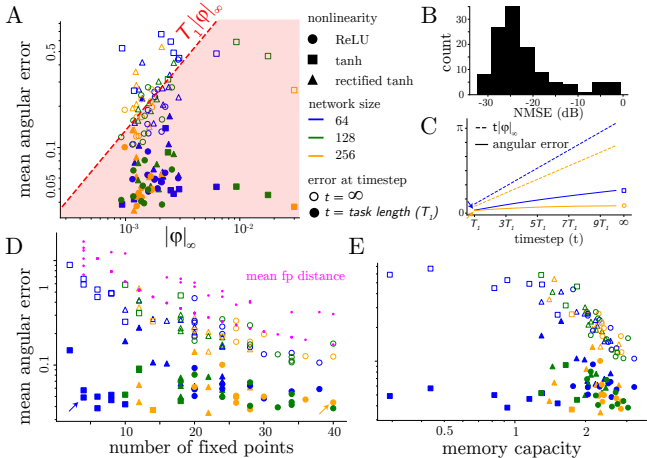 A
mean angular error
0.5
0.1
0.05
10⁻³
10⁻²
|φ|∞
T₁|φ|∞
nonlinearity
ReLU
tanh
rectified tanh
network size
64
128
256
error at timestep
t = ∞
t = task length (T₁)
B
count
30
0
-30
-20
-10
0
NMSE (dB)
C
π
0
t|φ|∞
angular error
T₁
3T₁
5T₁
7T₁
9T₁
∞
timestep (t)
D
mean angular error
1
0.1
mean fp distance
10
20
30
40
number of fixed points
E
0.5
1
2
memory capacity